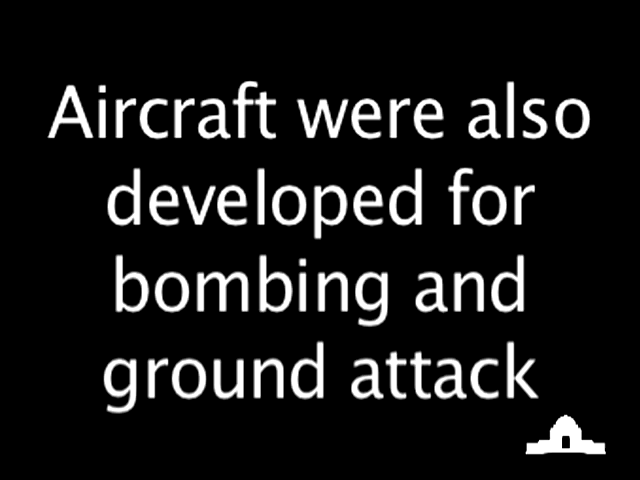 Aircraft were also
developed for
bombing and
ground attack